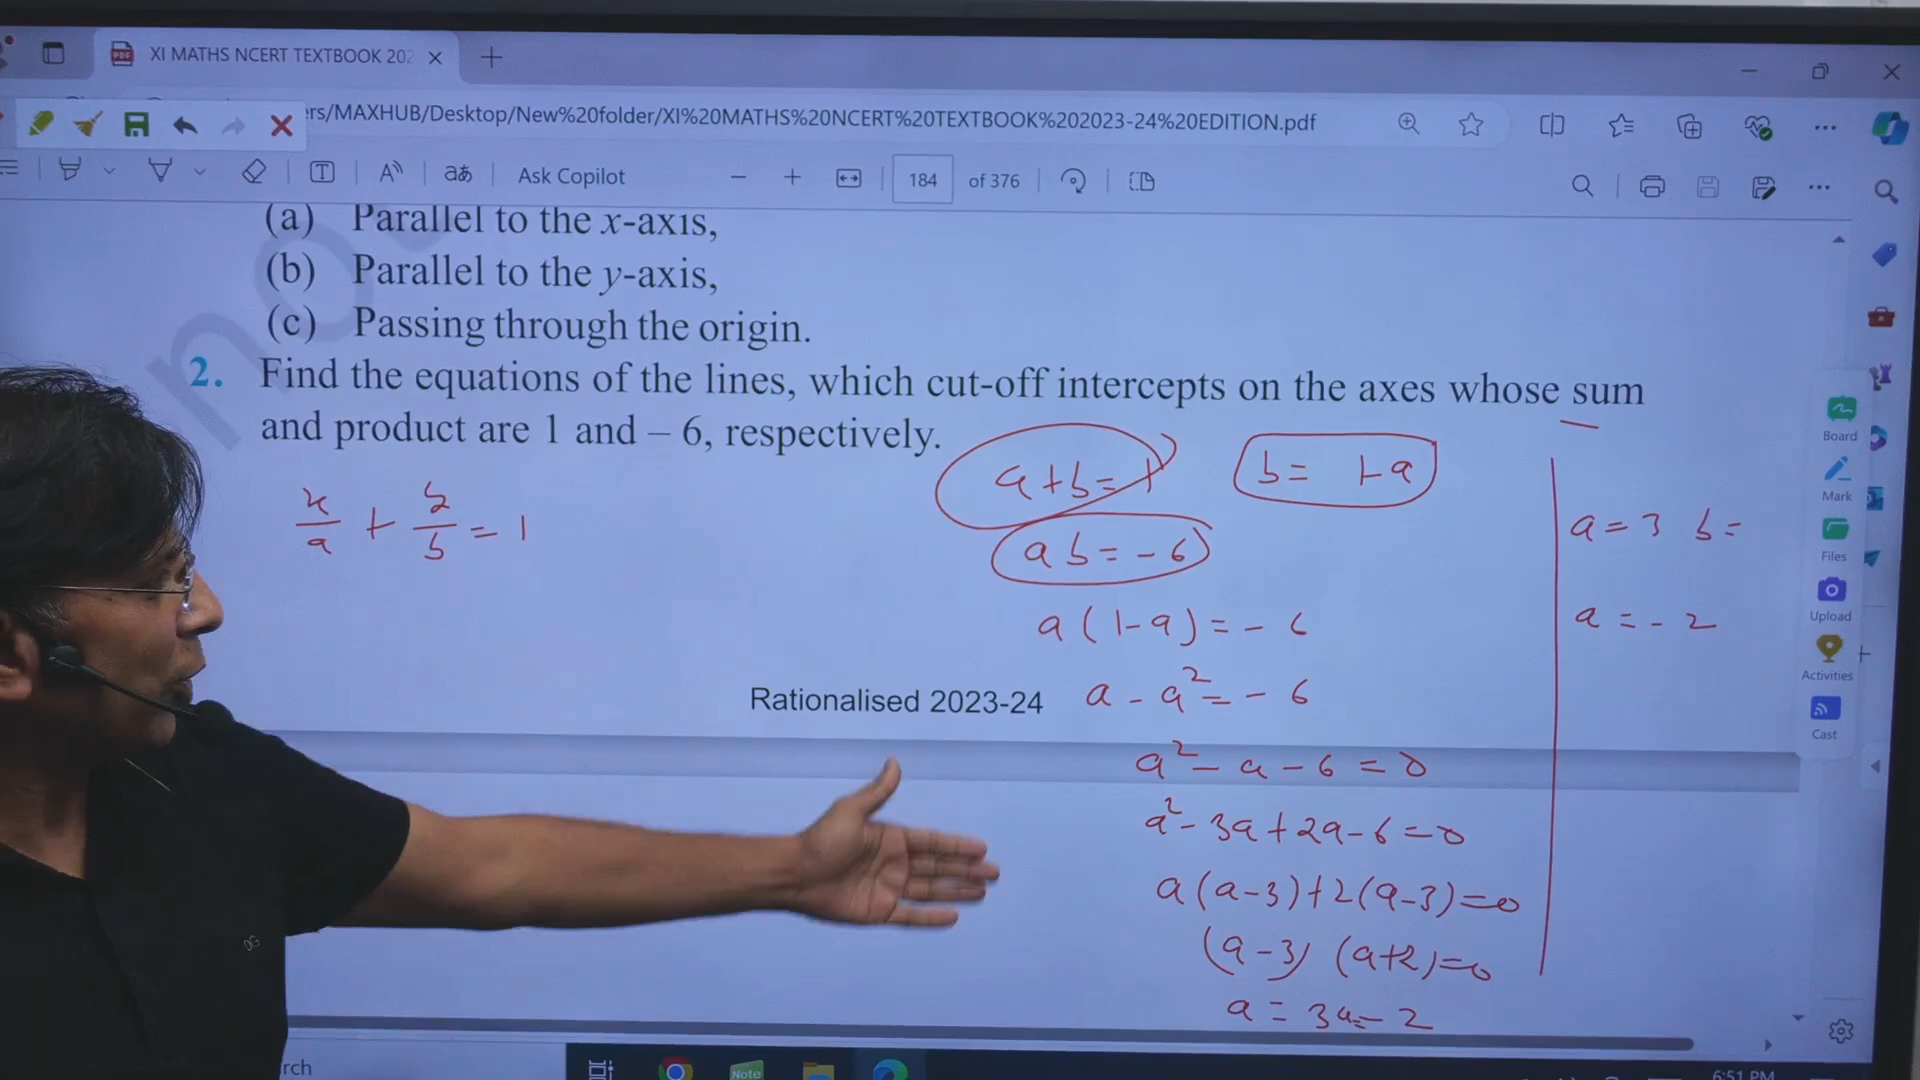 XI MATHS NCERT TEXTBOOK 202
rs/MAXHUB/Desktop/New%20folder/XI%20MATHS%20NCERT%20TEXTBOOK%202023-24%20EDITION.pdf
Ask Copilot
184 of 376
(a) Parallel to the x-axis,
(b) Parallel to the y-axis,
(c) Passing through the origin.
2. Find the equations of the lines, which cut-off intercepts on the axes whose sum
and product are 1 and – 6, respectively.
x/a + y/b = 1
a+b=1
b = 1-a
ab=-6
a(1-a)=-6
a-a²=-6
a²-a-6=0
a²-3a+2a-6=0
a(a-3)+2(a-3)=0
(a-3) (a+2)=0
a=3 a=-2
a=3 b=
a=-2
Rationalised 2023-24
Board
Mark
Files
Upload
Activities
Cast
rch
Note
6:51 PM